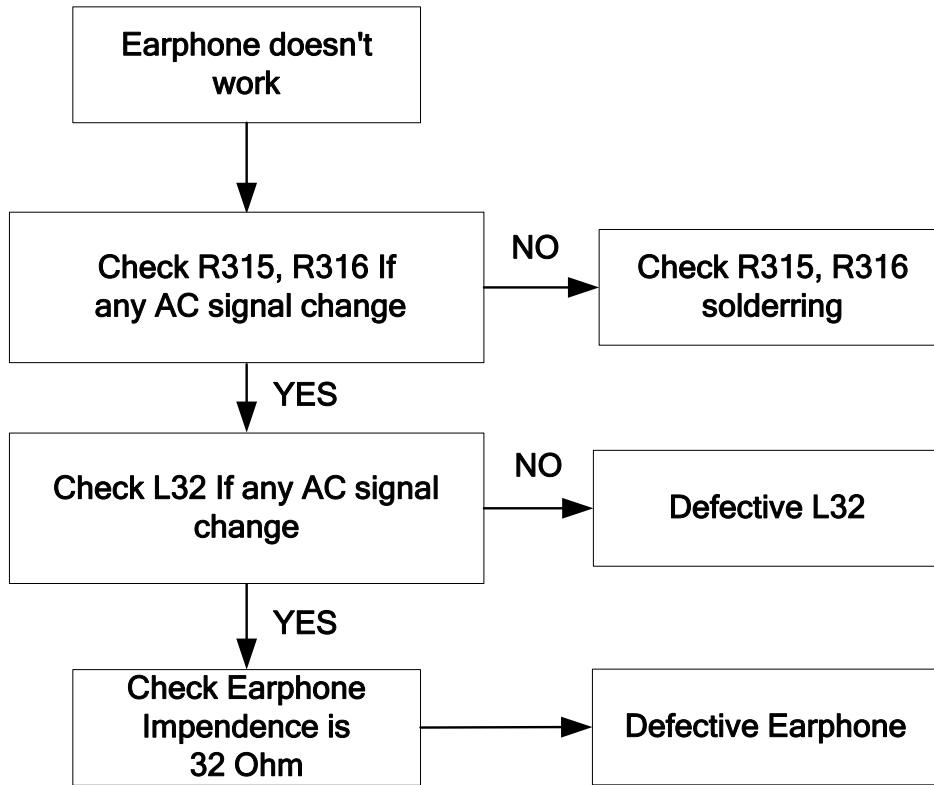 Earphone doesn't
work
Check R315, R316 If
any AC signal change
NO
Check R315, R316
solderring
YES
Check L32 If any AC signal
change
NO
Defective L32
YES
Check Earphone
Impendence is
32 Ohm
Defective Earphone